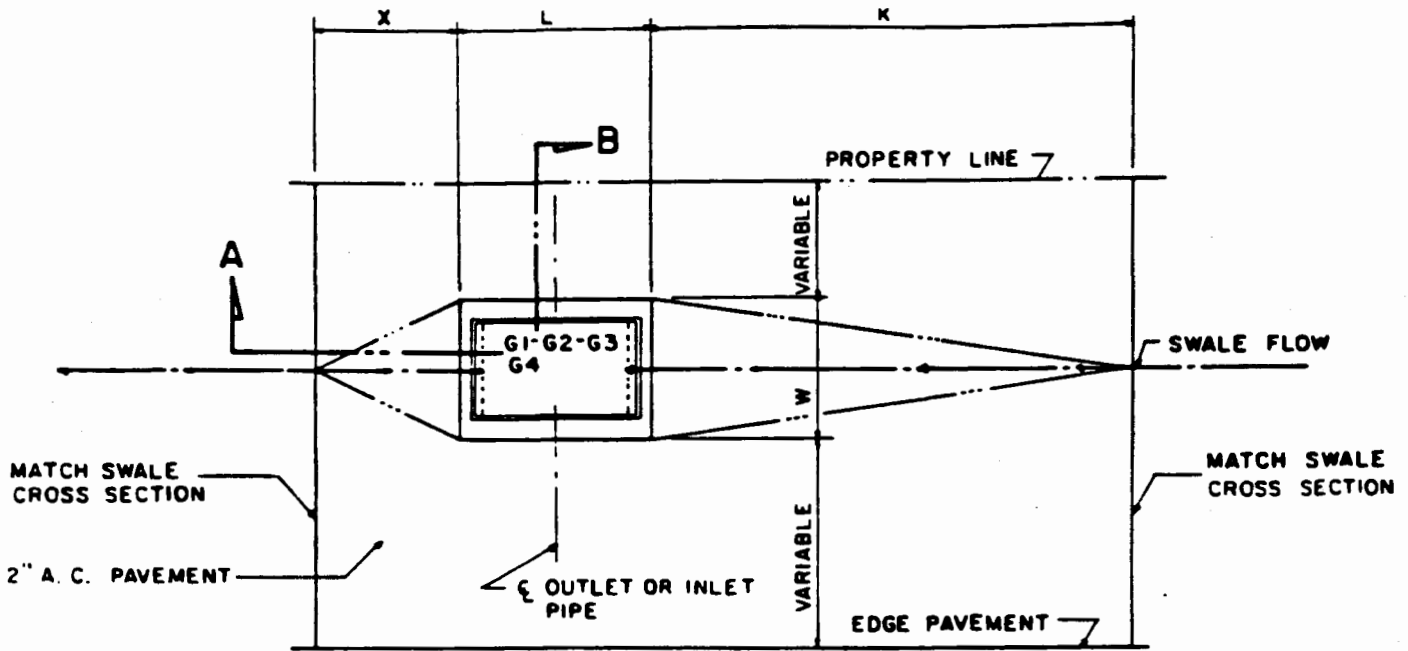 X
L
K
B
PROPERTY LINE
VARIABLE
A
G1-G2-G3
G4
SWALE FLOW
W
MATCH SWALE
CROSS SECTION
MATCH SWALE
CROSS SECTION
2" A. C. PAVEMENT
VARIABLE
℄ OUTLET OR INLET
PIPE
EDGE PAVEMENT